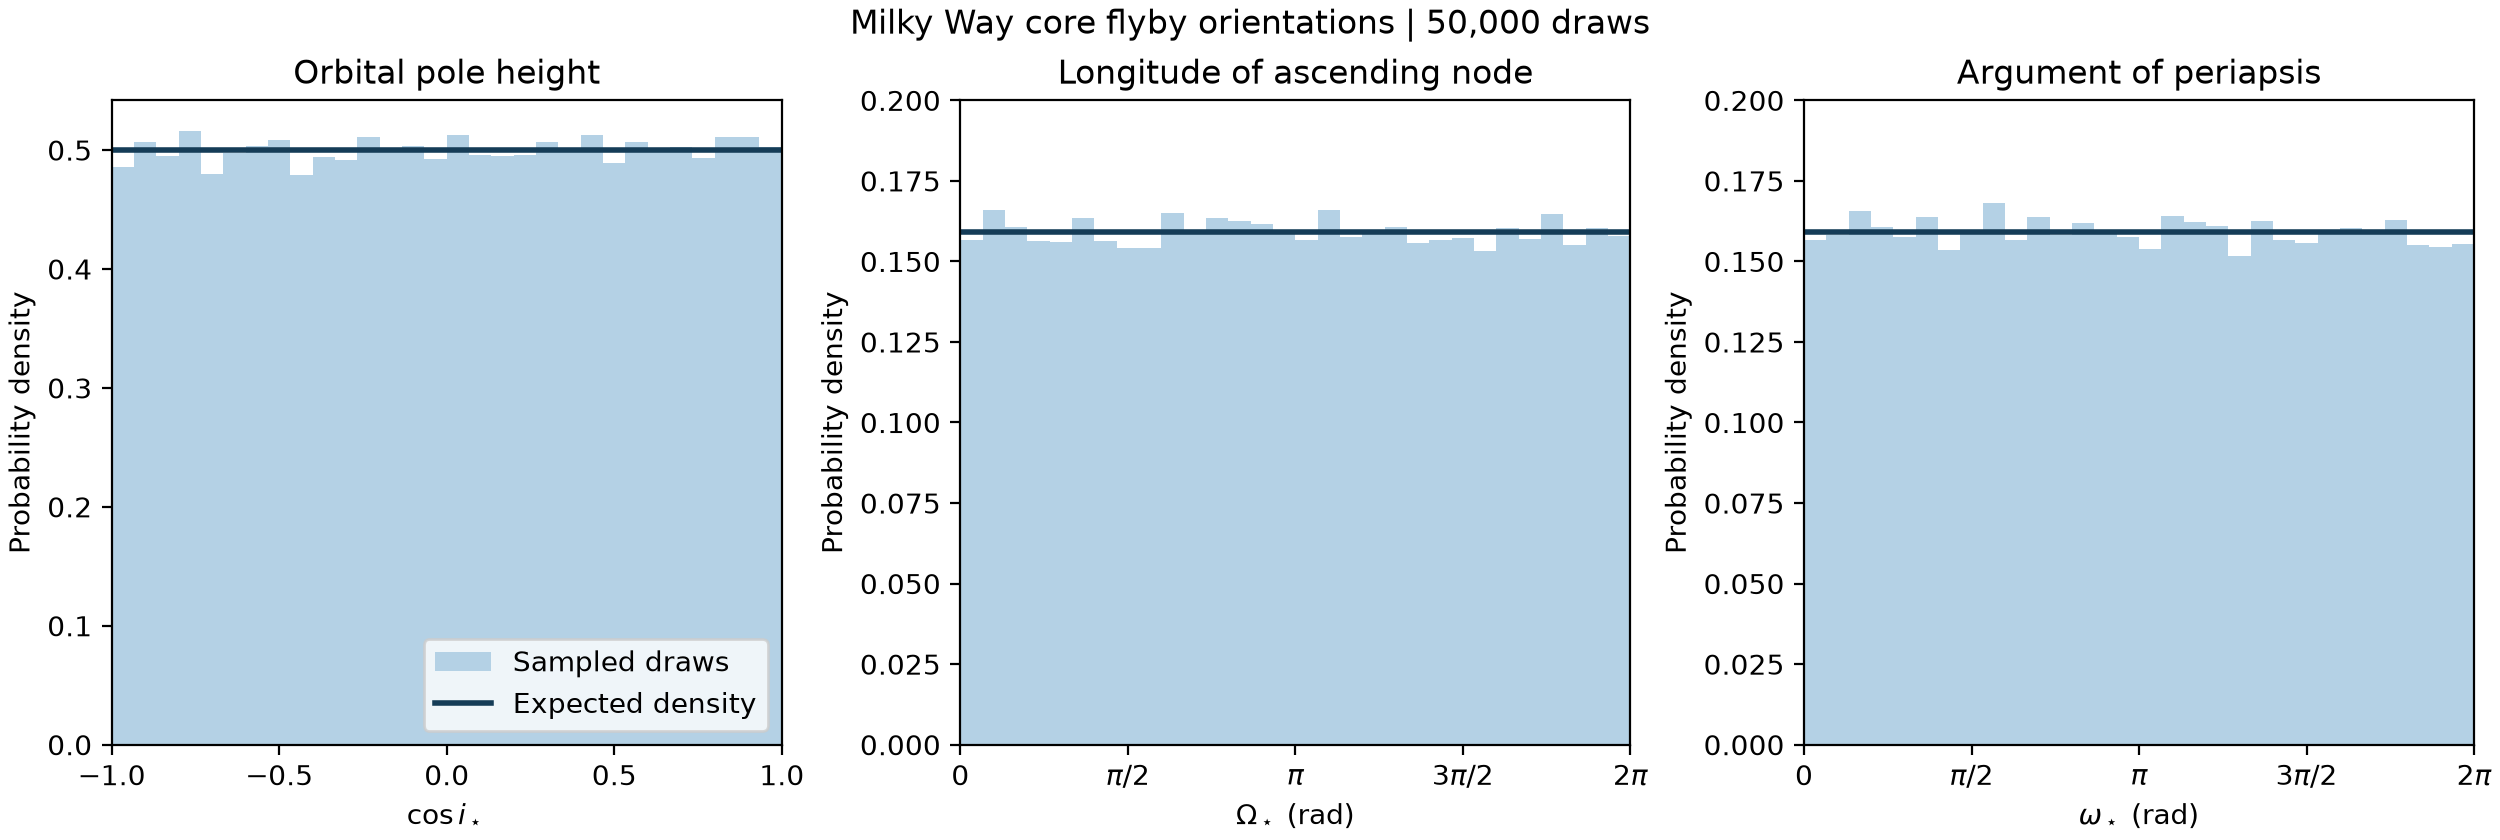 Milky Way core flyby orientations | 50,000 draws
Orbital pole height
Probability density
0.5
0.4
0.3
0.2
0.1
0.0
−1.0 −0.5 0.0 0.5 1.0
cos i⋆
Sampled draws
Expected density
Longitude of ascending node
Probability density
0.200
0.175
0.150
0.125
0.100
0.075
0.050
0.025
0.000
0 π/2 π 3π/2 2π
Ω⋆ (rad)
Argument of periapsis
Probability density
0.200
0.175
0.150
0.125
0.100
0.075
0.050
0.025
0.000
0 π/2 π 3π/2 2π
ω⋆ (rad)